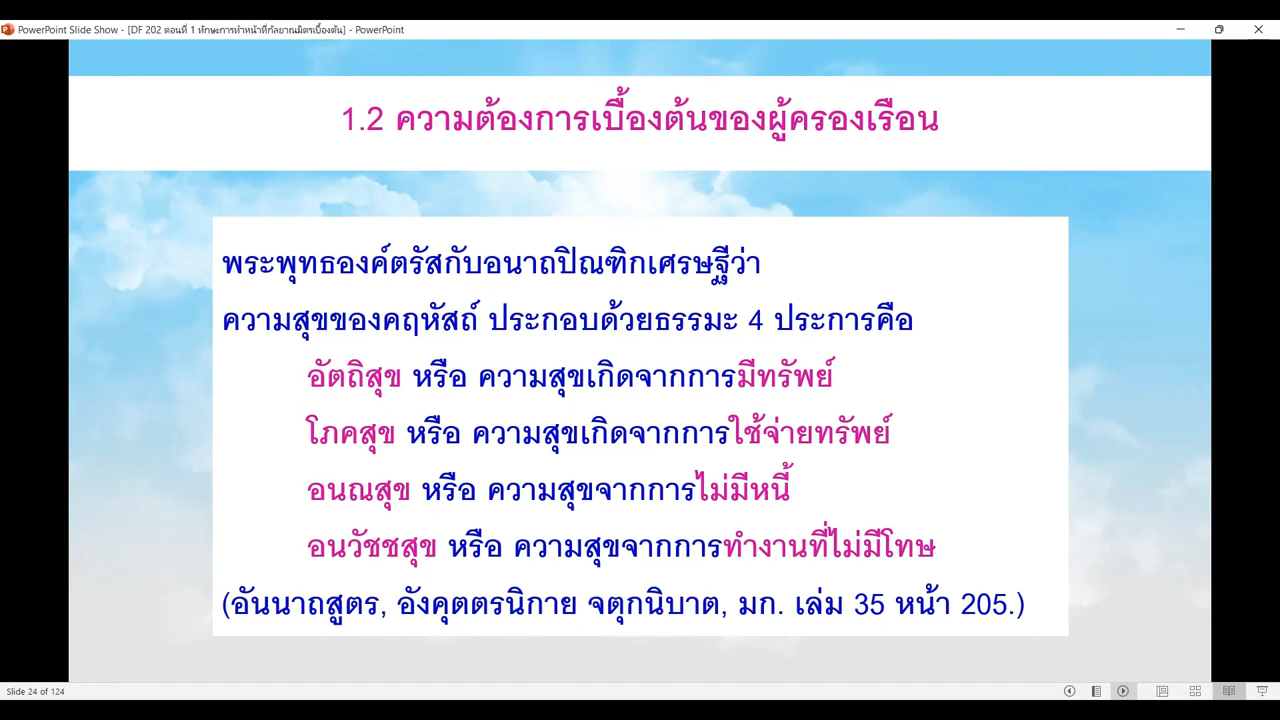 PowerPoint Slide Show - [DF 202 ตอนที่ 1 ทักษะการทำหน้าที่กัลยาณมิตรเบื้องต้น] - PowerPoint
1.2 ความต้องการเบื้องต้นของผู้ครองเรือน
พระพุทธองค์ตรัสกับอนาถปิณฑิกเศรษฐีว่า
ความสุขของคฤหัสถ์ ประกอบด้วยธรรมะ 4 ประการคือ
อัตถิสุข หรือ ความสุขเกิดจากการมีทรัพย์
โภคสุข หรือ ความสุขเกิดจากการใช้จ่ายทรัพย์
อนณสุข หรือ ความสุขจากการไม่มีหนี้
อนวัชชสุข หรือ ความสุขจากการทำงานที่ไม่มีโทษ
(อันนาถสูตร, อังคุตตรนิกาย จตุกนิบาต, มก. เล่ม 35 หน้า 205.)
Slide 24 of 124